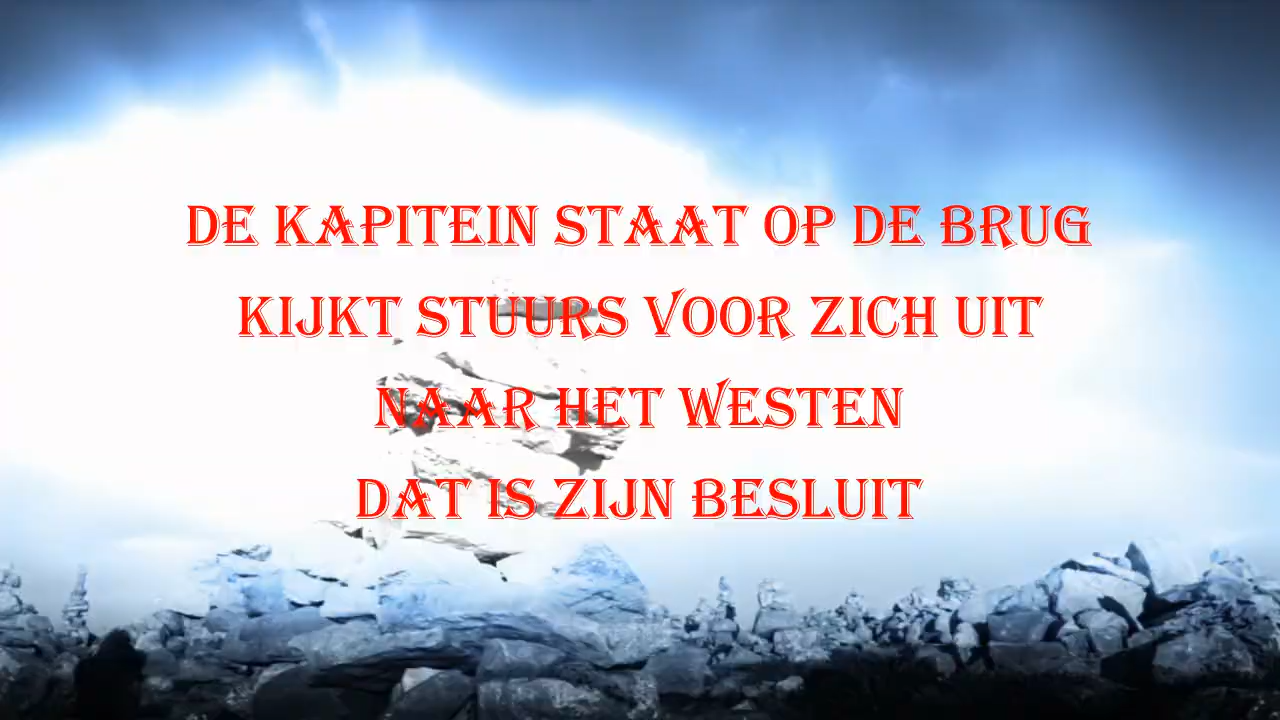 DE KAPITEIN STAAT OP DE BRUG
KIJKT STUURS VOOR ZICH UIT
NAAR HET WESTEN
DAT IS ZIJN BESLUIT